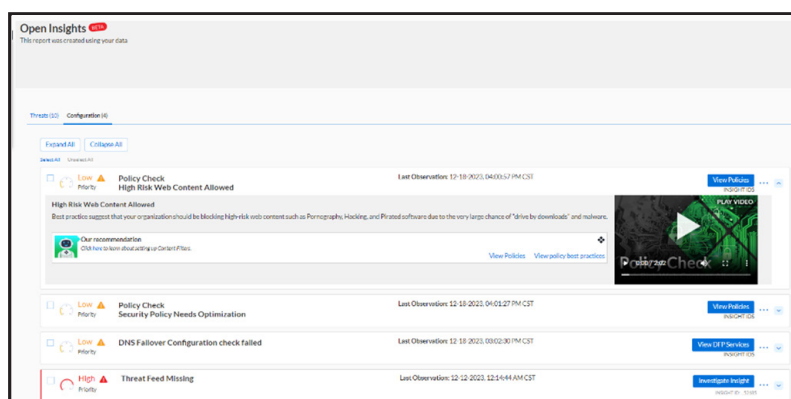 Open Insights BETA
This report was created using your data
Threats (10) Configuration (4)
Expand All Collapse All
Select All Unselect All
Low Priority
Policy Check
High Risk Web Content Allowed
Last Observation: 12-18-2023, 04:00:57 PM CST
View Policies
INSIGHT IDS
High Risk Web Content Allowed
Best practice suggest that your organization should be blocking high-risk web content such as Pornography, Hacking, and Pirated software due to the very large chance of "drive by downloads" and malware.
Our recommendation
Click here to learn about setting up Content Filters.
View Policies View policy best practices
PLAY VIDEO
Policy Check
0:00 / 2:02
Low Priority
Policy Check
Security Policy Needs Optimization
Last Observation: 12-18-2023, 04:01:27 PM CST
View Policies
INSIGHT IDS
Low Priority
DNS Failover Configuration check failed
Last Observation: 12-18-2023, 03:02:30 PM CST
View DFP Services
INSIGHT IDS
High Priority
Threat Feed Missing
Last Observation: 12-12-2023, 12:14:44 AM CST
Investigate Insight